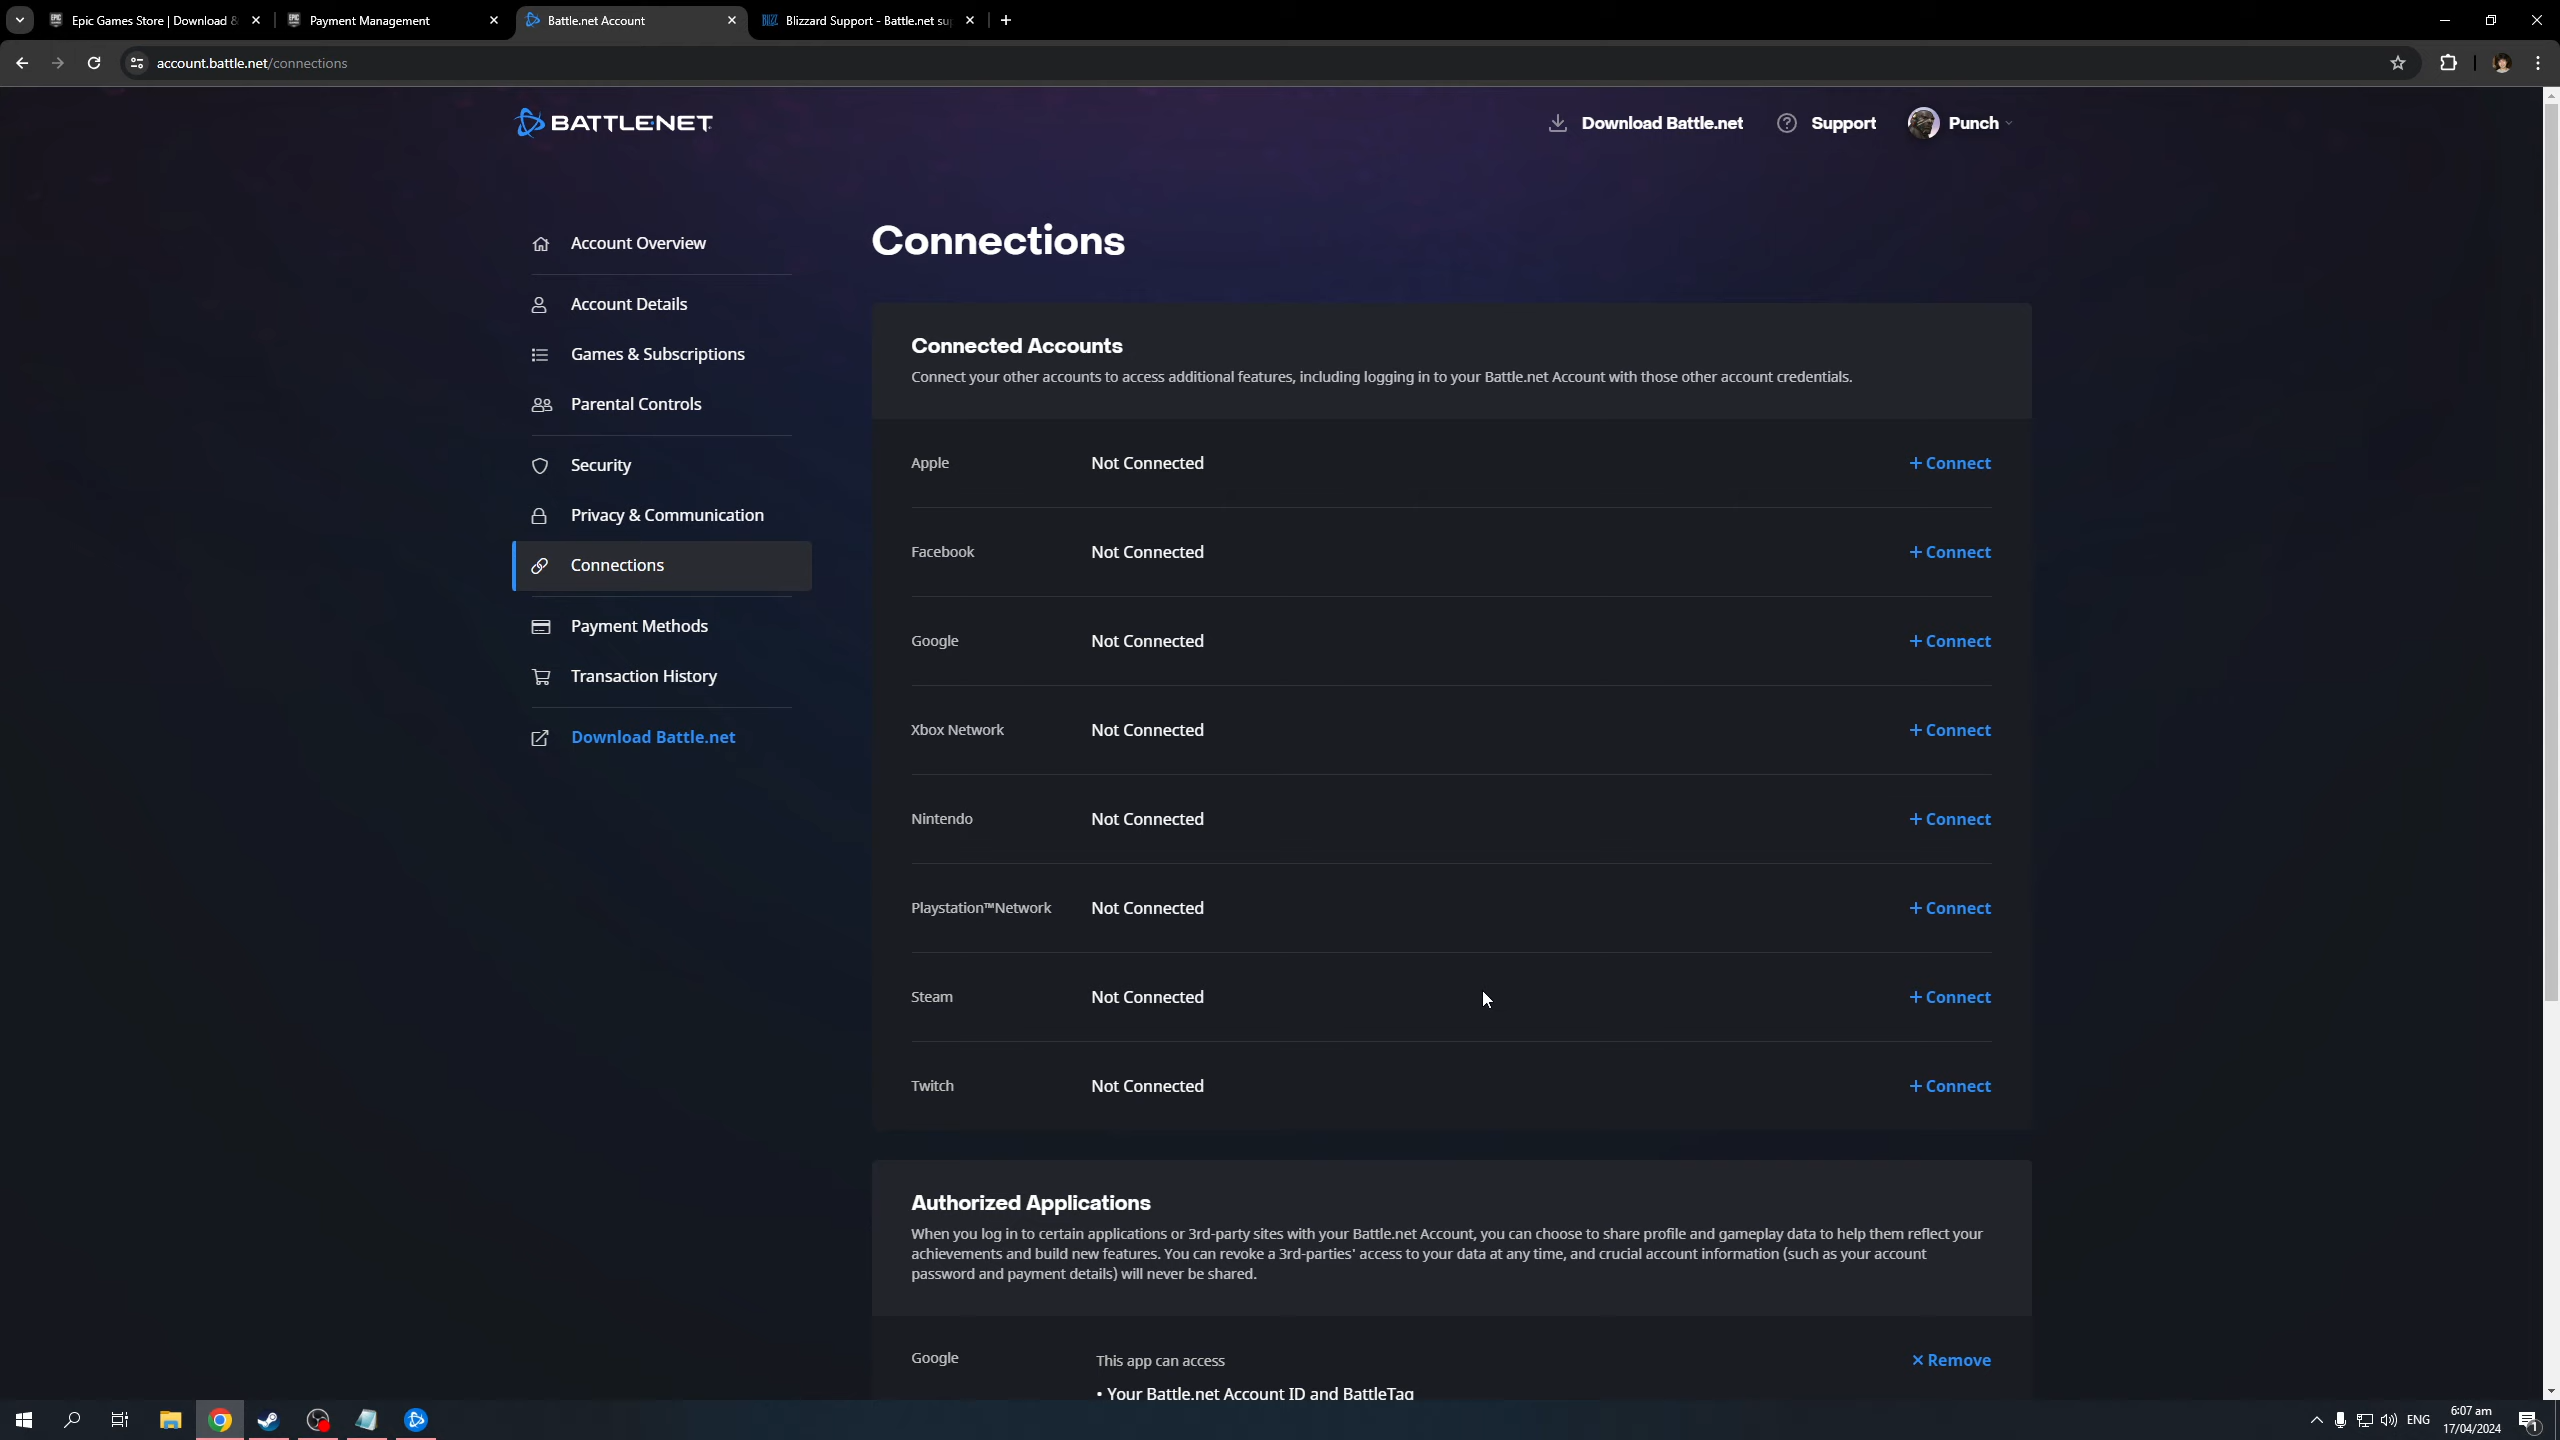 Epic Games Store | Download &
Payment Management
Battle.net Account
Blizzard Support - Battle.net su
account.battle.net/connections
BATTLE.NET
Download Battle.net
Support
Punch
Account Overview
Account Details
Games & Subscriptions
Parental Controls
Security
Privacy & Communication
Connections
Payment Methods
Transaction History
Download Battle.net
Connections
Connected Accounts
Connect your other accounts to access additional features, including logging in to your Battle.net Account with those other account credentials.
Apple Not Connected + Connect
Facebook Not Connected + Connect
Google Not Connected + Connect
Xbox Network Not Connected + Connect
Nintendo Not Connected + Connect
Playstation™Network Not Connected + Connect
Steam Not Connected + Connect
Twitch Not Connected + Connect
Authorized Applications
When you log in to certain applications or 3rd-party sites with your Battle.net Account, you can choose to share profile and gameplay data to help them reflect your
achievements and build new features. You can revoke a 3rd-parties' access to your data at any time, and crucial account information (such as your account
password and payment details) will never be shared.
Google This app can access × Remove
• Your Battle.net Account ID and BattleTag
ENG
6:07 am
17/04/2024
1